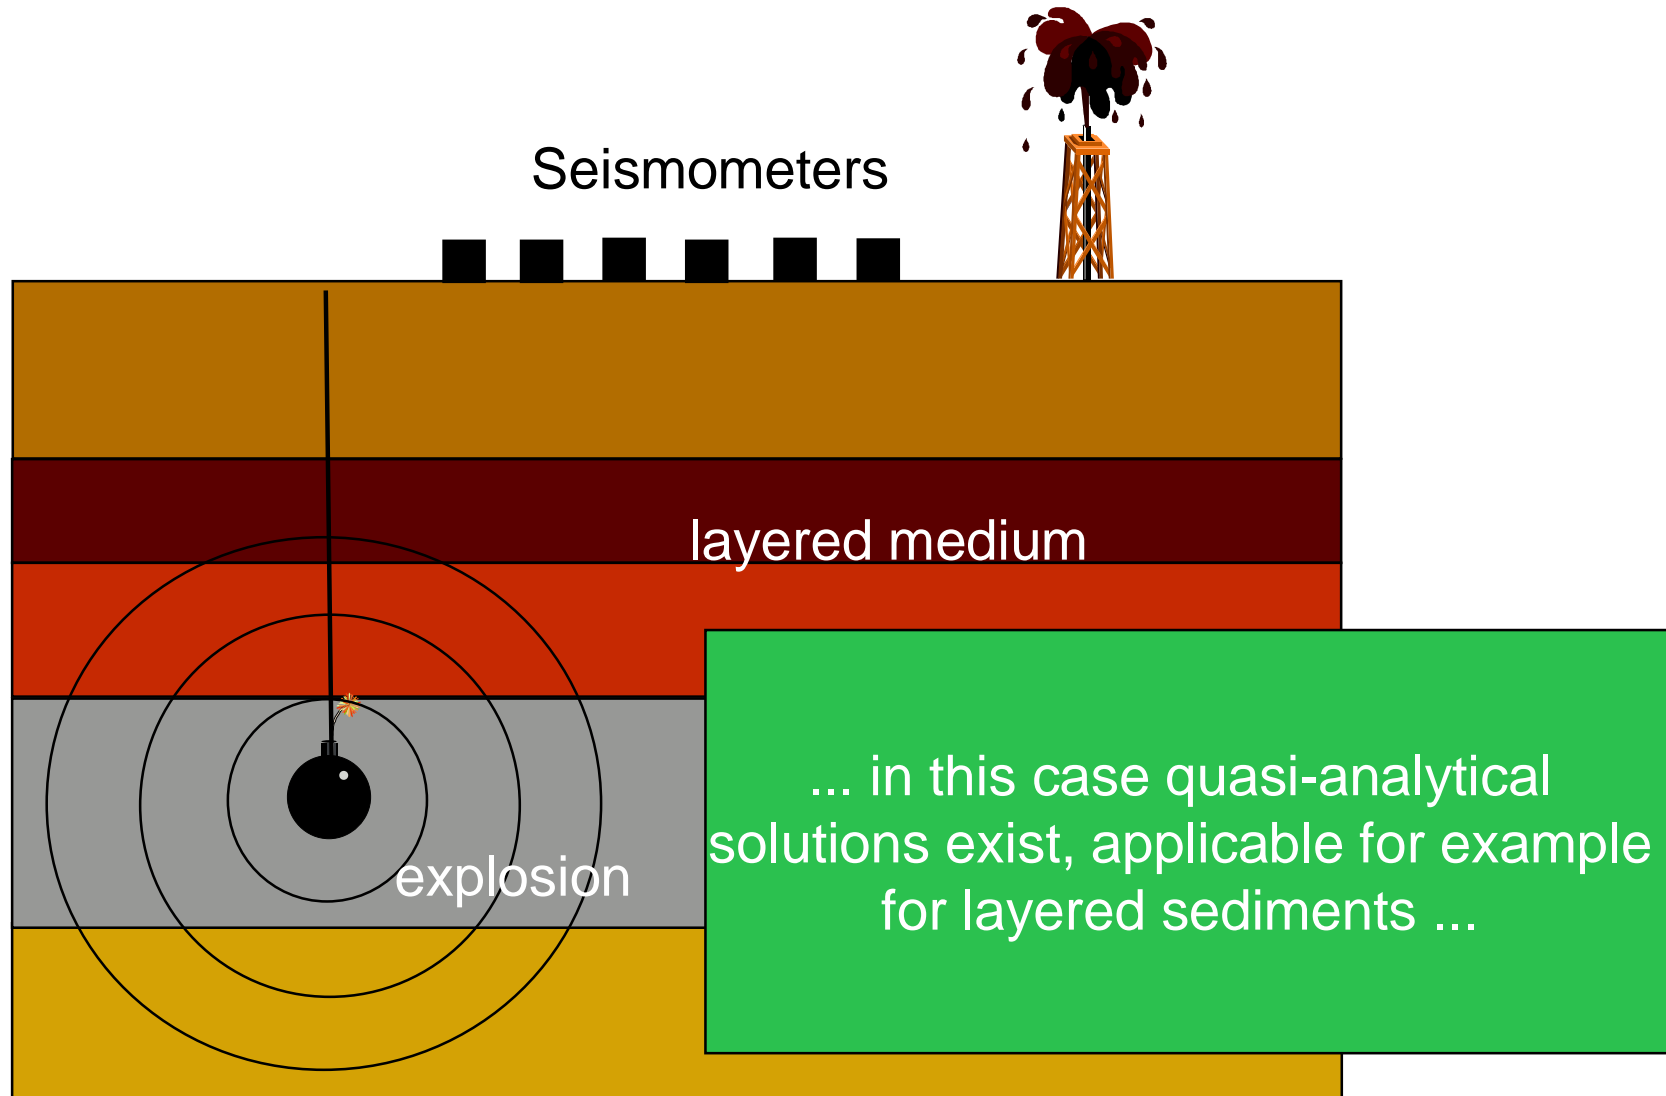 Seismometers
layered medium
explosion
... in this case quasi-analytical
solutions exist, applicable for example
for layered sediments ...